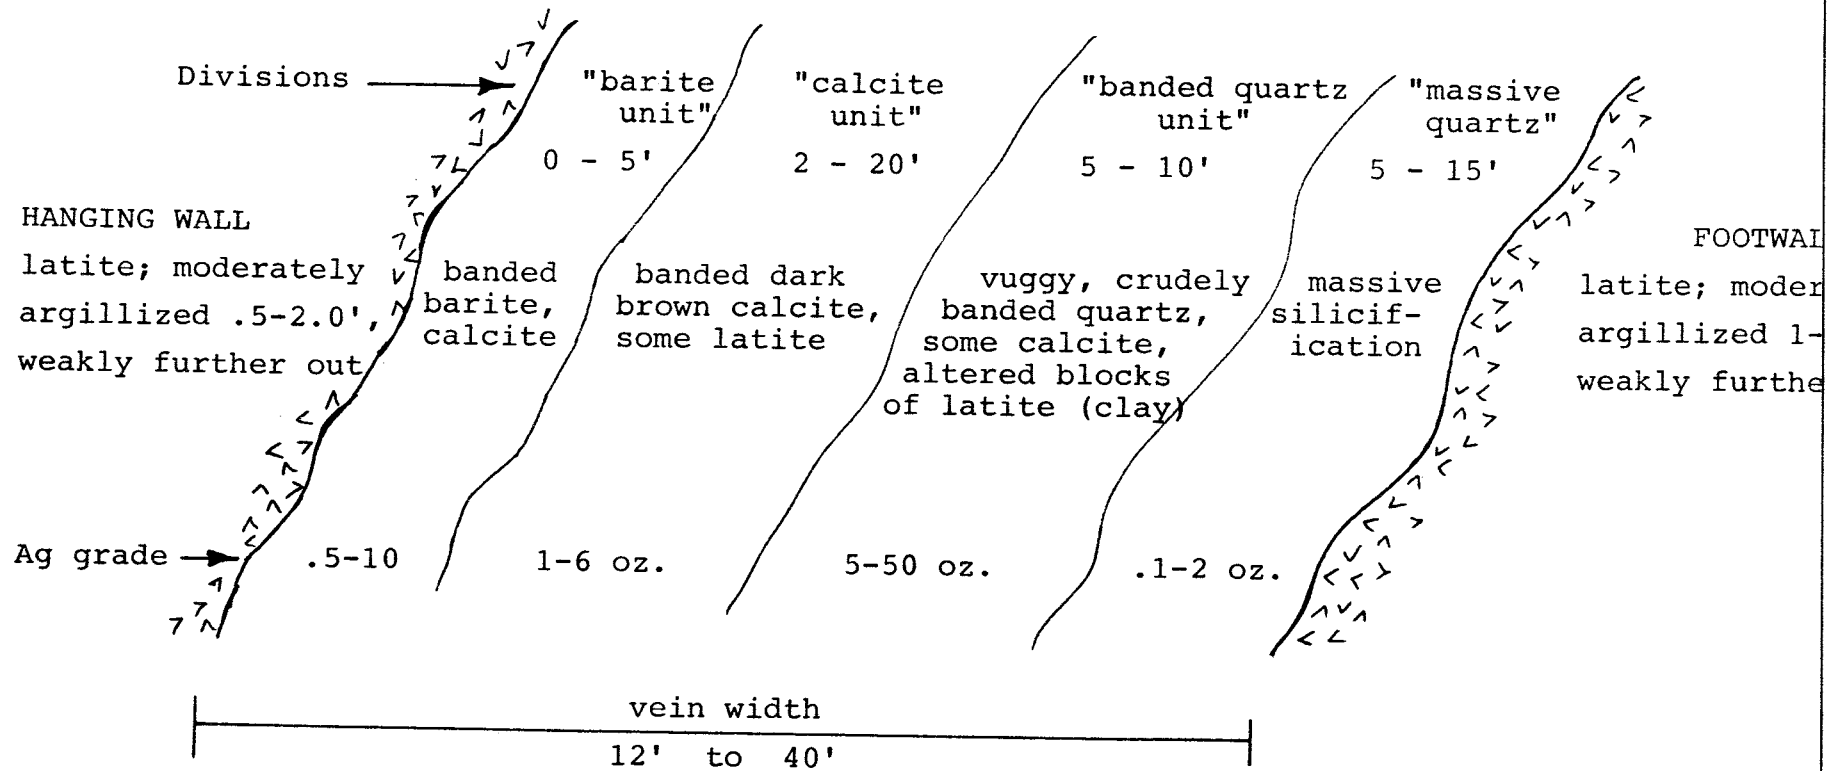 Divisions
"barite
unit"
0 - 5'
"calcite
unit"
2 - 20'
"banded quartz
unit"
5 - 10'
"massive
quartz"
5 - 15'
HANGING WALL
latite; moderately
argillized .5-2.0',
weakly further out
banded
barite,
calcite
banded dark
brown calcite,
some latite
vuggy, crudely
banded quartz,
some calcite,
altered blocks
of latite (clay)
massive
silicif-
ication
FOOTWAL
latite; moder
argillized 1-
weakly furthe
Ag grade
.5-10
1-6 oz.
5-50 oz.
.1-2 oz.
vein width
12' to 40'